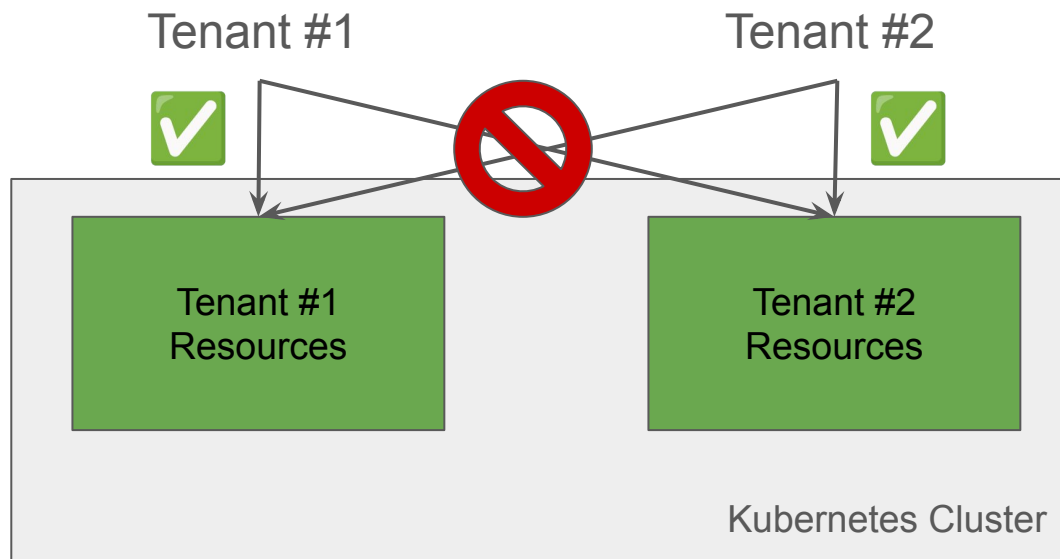 Tenant #1
Tenant #2
Tenant #1
Resources
Tenant #2
Resources
Kubernetes Cluster